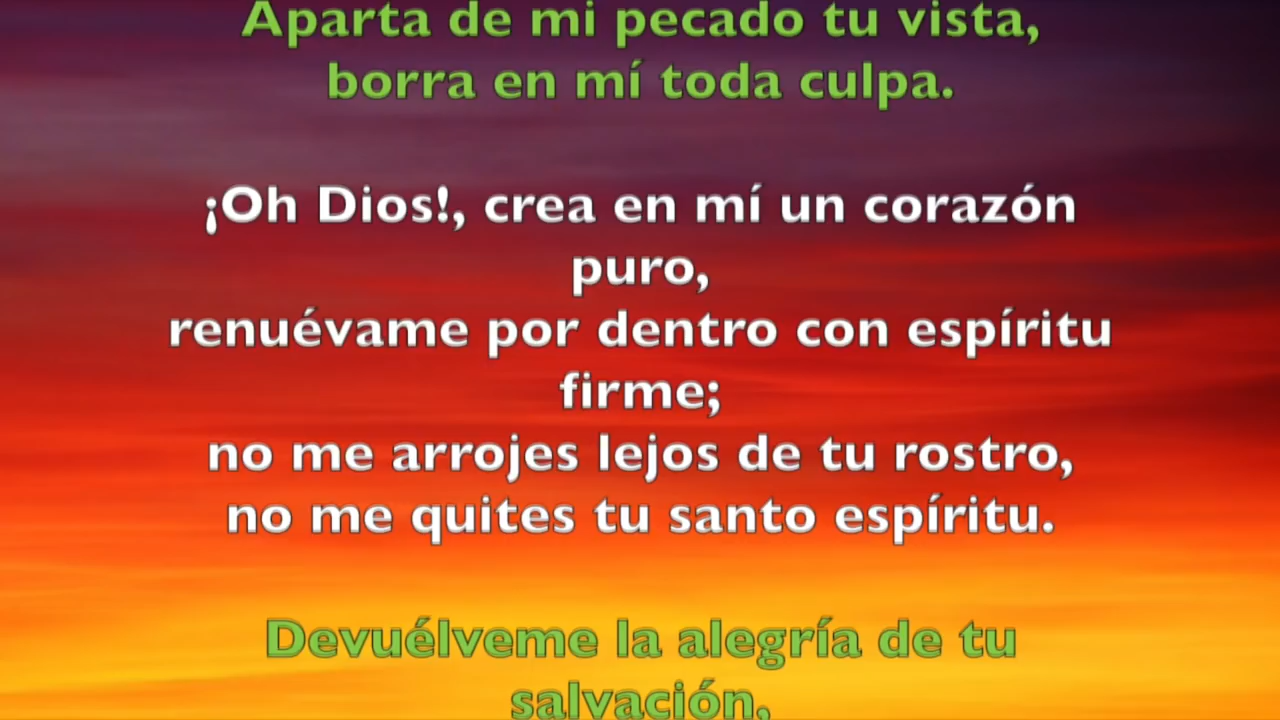 Aparta de mi pecado tu vista,
borra en mí toda culpa.
¡Oh Dios!, crea en mí un corazón
puro,
renuévame por dentro con espíritu
firme;
no me arrojes lejos de tu rostro,
no me quites tu santo espíritu.
Devuélveme la alegría de tu
salvación,